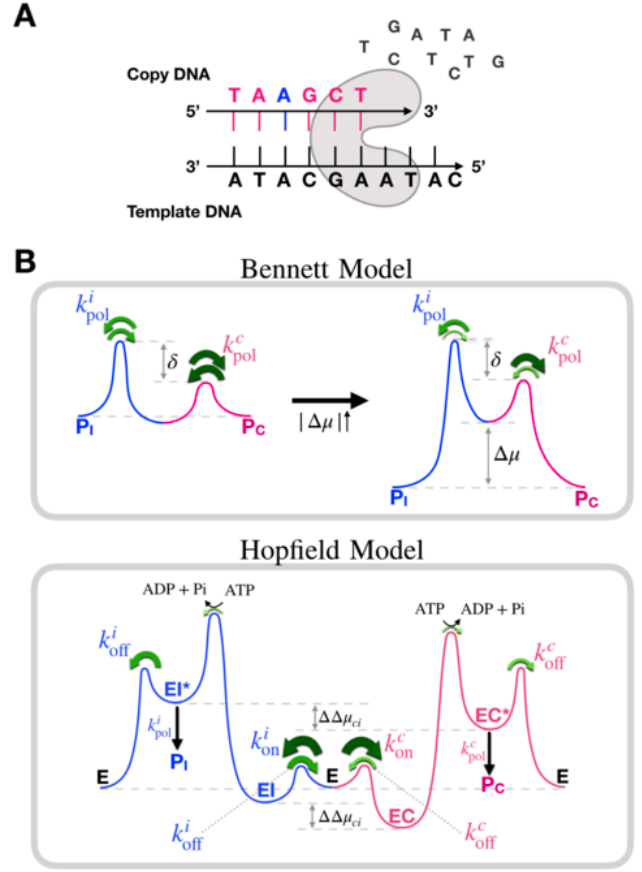 A
T G A T A
C T C T G
Copy DNA
T A A G C T
5’ 3’
3’ 5’
A T A C G A A T A C
Template DNA
B
Bennett Model
k^i_pol δ k^c_pol
P_I P_C
|Δμ|↑
k^i_pol δ k^c_pol
Δμ
P_I P_C
Hopfield Model
ADP + Pi ATP
ATP ADP + Pi
k^i_off
k^c_off
EI*
ΔΔμ_ci
EC*
k^i_pol
k^i_on
k^c_on
k^c_pol
P_I
P_C
E EI E EC E
ΔΔμ_ci
k^i_off
k^c_off